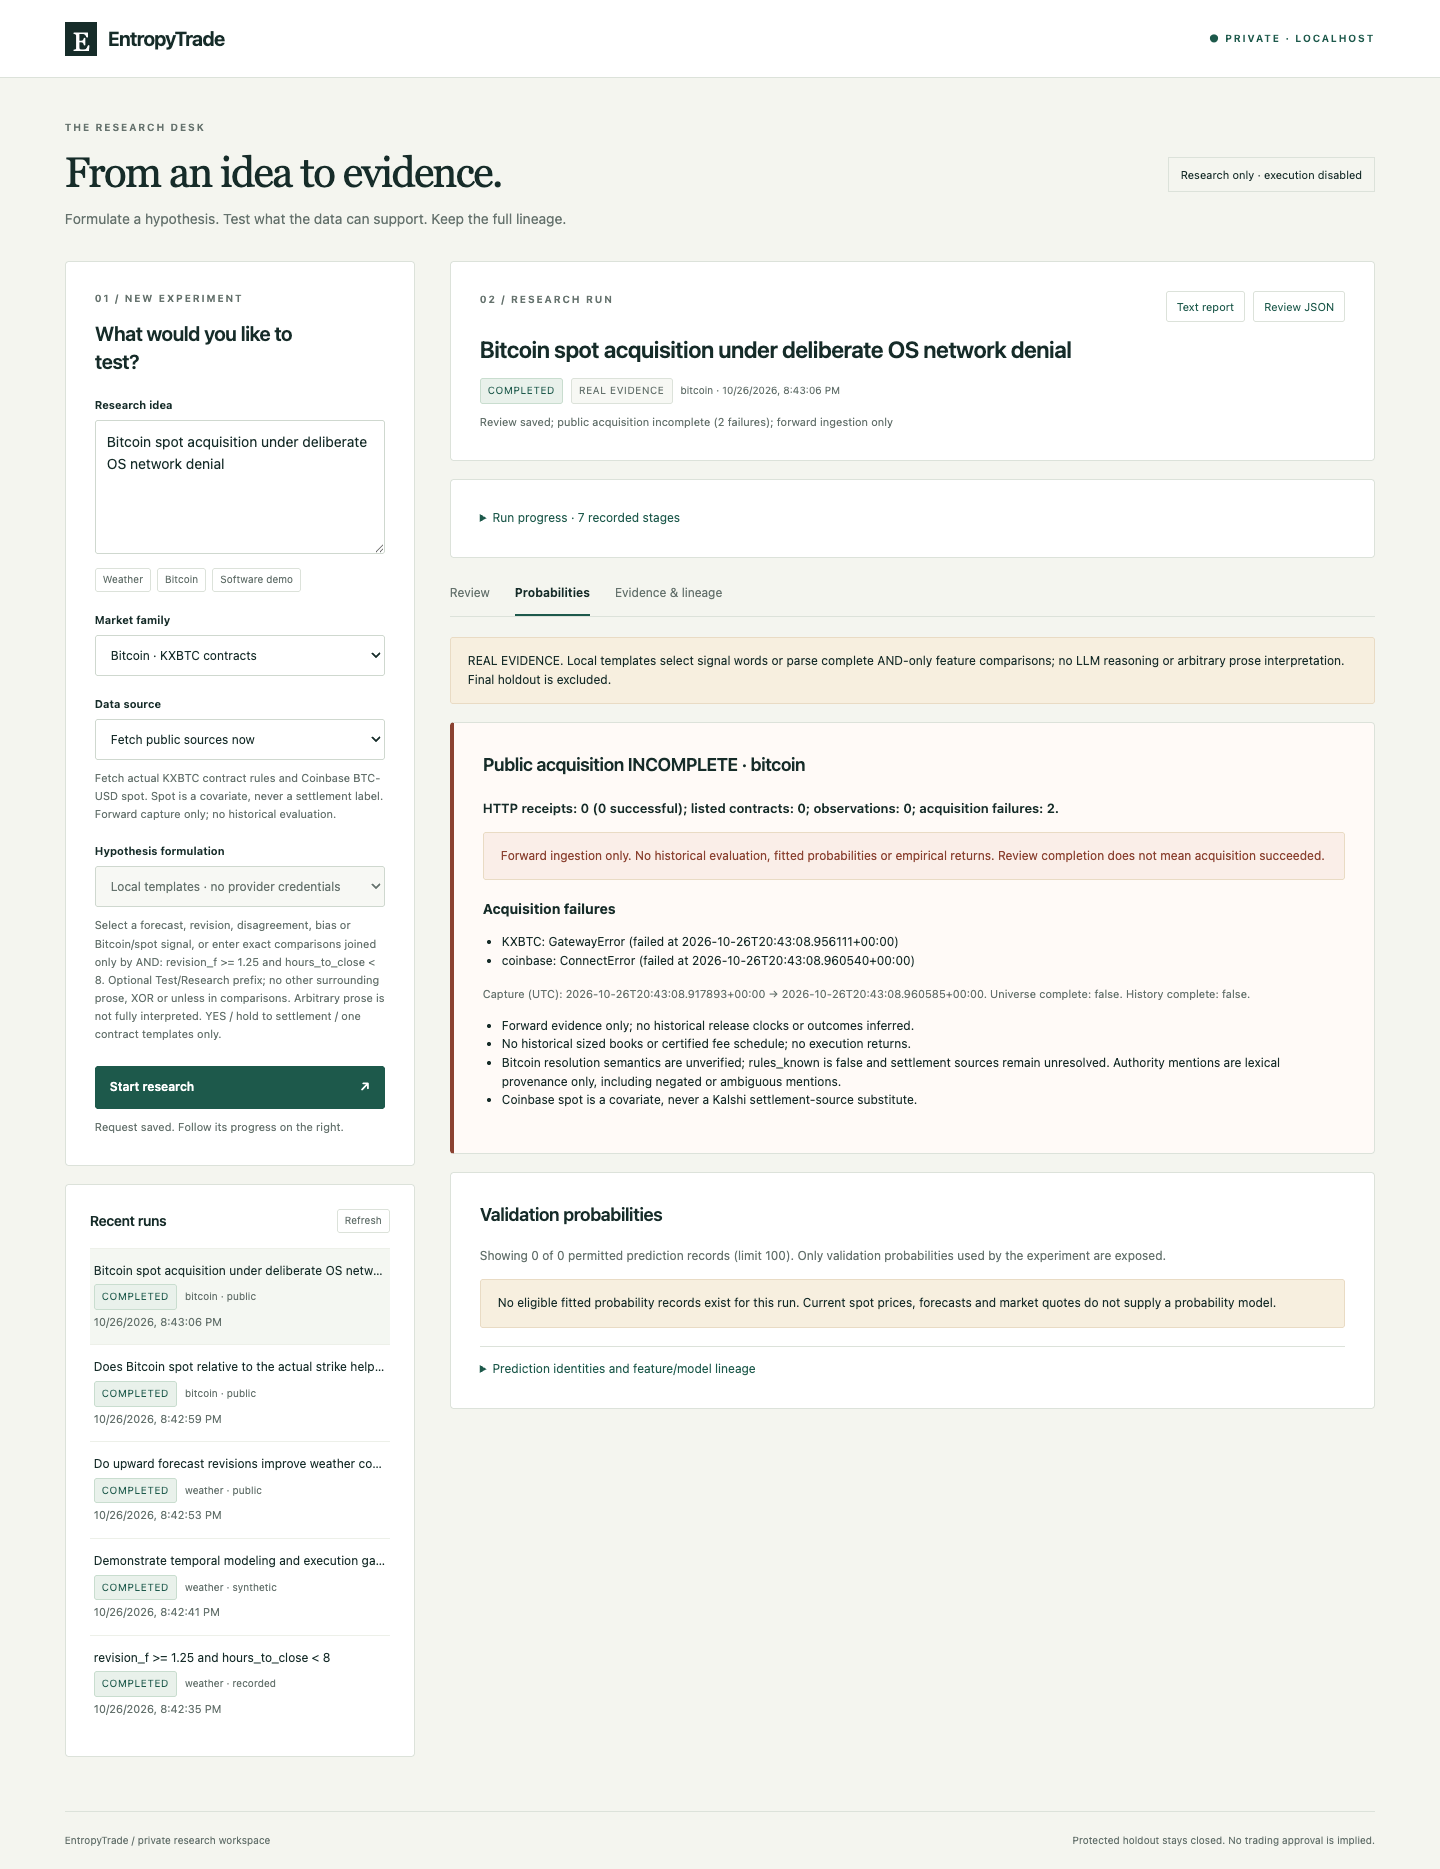 E EntropyTrade
PRIVATE · LOCALHOST
THE RESEARCH DESK
From an idea to evidence.
Research only · execution disabled
Formulate a hypothesis. Test what the data can support. Keep the full lineage.
01 / NEW EXPERIMENT
What would you like to
test?
Research idea
Bitcoin spot acquisition under deliberate
OS network denial
Weather
Bitcoin
Software demo
Market family
Bitcoin · KXBTC contracts
Data source
Fetch public sources now
Fetch actual KXBTC contract rules and Coinbase BTC-
USD spot. Spot is a covariate, never a settlement label.
Forward capture only; no historical evaluation.
Hypothesis formulation
Local templates · no provider credentials
Select a forecast, revision, disagreement, bias or
Bitcoin/spot signal, or enter exact comparisons joined
only by AND: revision_f >= 1.25 and hours_to_close <
8. Optional Test/Research prefix; no other surrounding
prose, XOR or unless in comparisons. Arbitrary prose is
not fully interpreted. YES / hold to settlement / one
contract templates only.
Start research ↗
Request saved. Follow its progress on the right.
Recent runs
Refresh
Bitcoin spot acquisition under deliberate OS netw...
COMPLETED bitcoin · public
10/26/2026, 8:43:06 PM
Does Bitcoin spot relative to the actual strike help...
COMPLETED bitcoin · public
10/26/2026, 8:42:59 PM
Do upward forecast revisions improve weather co...
COMPLETED weather · public
10/26/2026, 8:42:53 PM
Demonstrate temporal modeling and execution ga...
COMPLETED weather · synthetic
10/26/2026, 8:42:41 PM
revision_f >= 1.25 and hours_to_close < 8
COMPLETED weather · recorded
10/26/2026, 8:42:35 PM
02 / RESEARCH RUN
Text report
Review JSON
Bitcoin spot acquisition under deliberate OS network denial
COMPLETED REAL EVIDENCE bitcoin · 10/26/2026, 8:43:06 PM
Review saved; public acquisition incomplete (2 failures); forward ingestion only
▶ Run progress · 7 recorded stages
Review
Probabilities
Evidence & lineage
REAL EVIDENCE. Local templates select signal words or parse complete AND-only feature comparisons; no LLM reasoning or arbitrary prose interpretation.
Final holdout is excluded.
Public acquisition INCOMPLETE · bitcoin
HTTP receipts: 0 (0 successful); listed contracts: 0; observations: 0; acquisition failures: 2.
Forward ingestion only. No historical evaluation, fitted probabilities or empirical returns. Review completion does not mean acquisition succeeded.
Acquisition failures
• KXBTC: GatewayError (failed at 2026-10-26T20:43:08.956111+00:00)
• coinbase: ConnectError (failed at 2026-10-26T20:43:08.960540+00:00)
Capture (UTC): 2026-10-26T20:43:08.917893+00:00 → 2026-10-26T20:43:08.960585+00:00. Universe complete: false. History complete: false.
• Forward evidence only; no historical release clocks or outcomes inferred.
• No historical sized books or certified fee schedule; no execution returns.
• Bitcoin resolution semantics are unverified; rules_known is false and settlement sources remain unresolved. Authority mentions are lexical
provenance only, including negated or ambiguous mentions.
• Coinbase spot is a covariate, never a Kalshi settlement-source substitute.
Validation probabilities
Showing 0 of 0 permitted prediction records (limit 100). Only validation probabilities used by the experiment are exposed.
No eligible fitted probability records exist for this run. Current spot prices, forecasts and market quotes do not supply a probability model.
▶ Prediction identities and feature/model lineage
EntropyTrade / private research workspace
Protected holdout stays closed. No trading approval is implied.